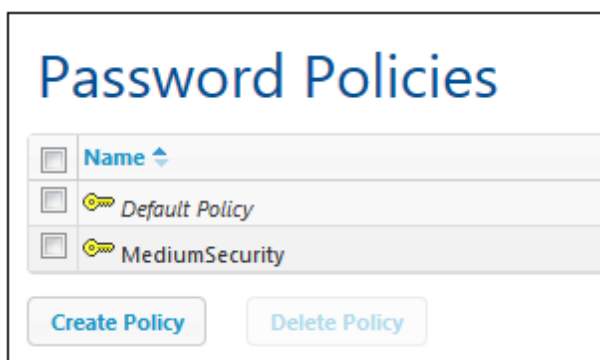 Password Policies
Name
Default Policy
MediumSecurity
Create Policy Delete Policy